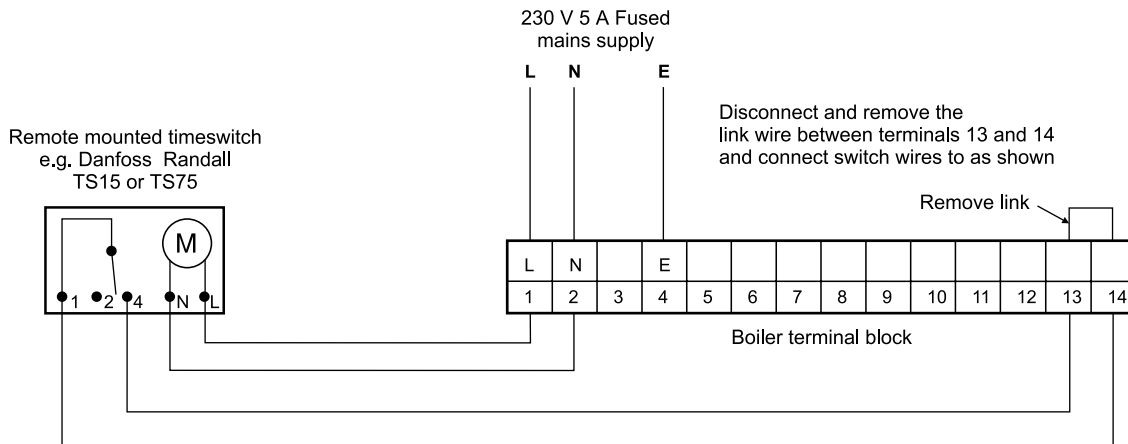 230 V 5 A Fused
mains supply
L N E
Disconnect and remove the
link wire between terminals 13 and 14
and connect switch wires to as shown
Remote mounted timeswitch
e.g. Danfoss Randall
TS15 or TS75
Remove link
M
1 2 4 N L
L N E
1 2 3 4 5 6 7 8 9 10 11 12 13 14
Boiler terminal block